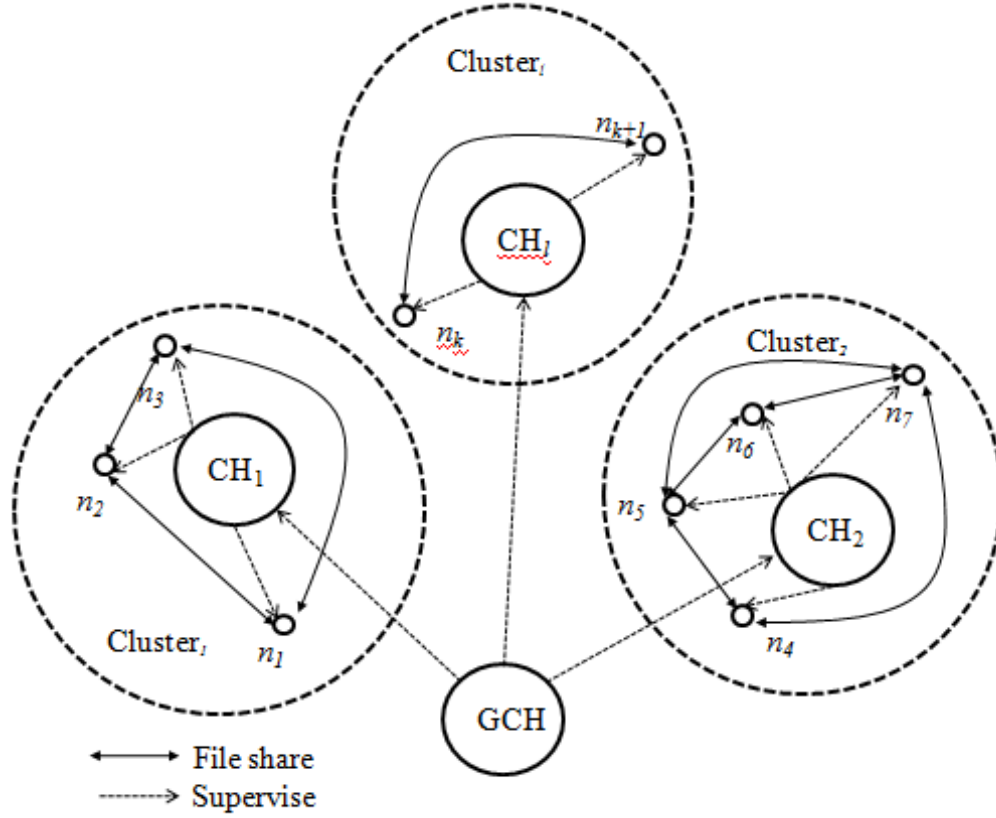 Cluster_l
n_{k+1}
CH_l
n_k
Cluster_2
n_3
n_7
n_6
CH_1
n_2
n_5
CH_2
Cluster_1
n_1
n_4
GCH
File share
Supervise